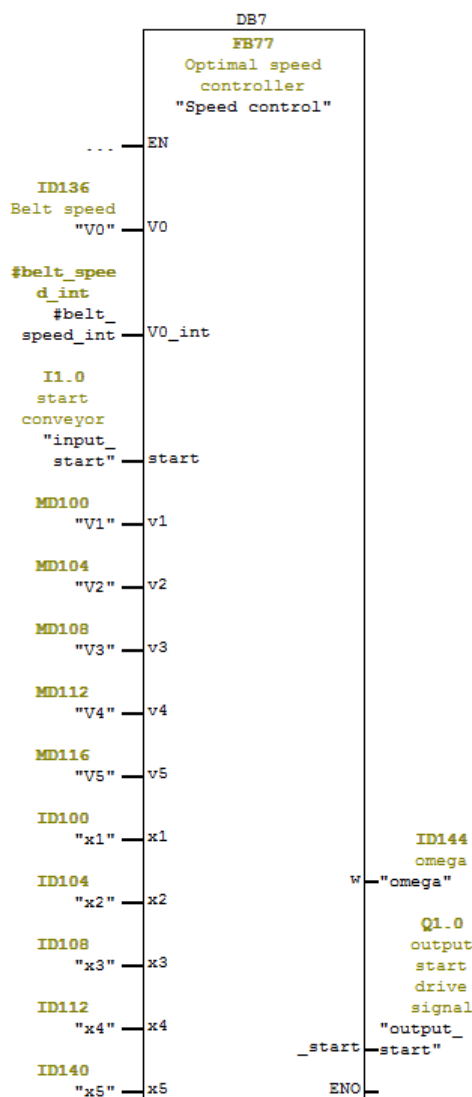 DB7
FB77
Optimal speed
controller
"Speed control"
... EN
ID136
Belt speed
"V0" V0
#belt_spee
d_int
#belt_
speed_int V0_int
I1.0
start
conveyor
"input_
start" start
MD100
"V1" v1
MD104
"V2" v2
MD108
"V3" v3
MD112
"V4" v4
MD116
"V5" v5
ID100
"x1" x1
ID104
"x2" x2
ID108
"x3" x3
ID112
"x4" x4
ID140
"x5" x5
ID144
omega
w "omega"
Q1.0
output
start
drive
signal
"output_
_start start"
ENO